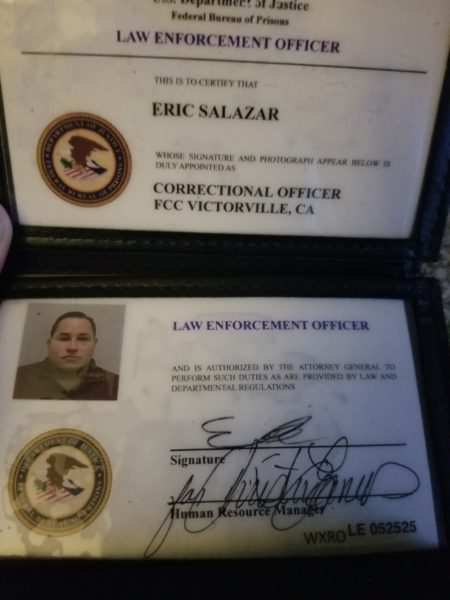 U.S. Department of Justice
Federal Bureau of Prisons
LAW ENFORCEMENT OFFICER
THIS IS TO CERTIFY THAT
ERIC SALAZAR
WHOSE SIGNATURE AND PHOTOGRAPH APPEAR BELOW IS
DULY APPOINTED AS
CORRECTIONAL OFFICER
FCC VICTORVILLE, CA
LAW ENFORCEMENT OFFICER
AND IS AUTHORIZED BY THE ATTORNEY GENERAL TO
PERFORM SUCH DUTIES AS ARE PROVIDED BY LAW AND
DEPARTMENTAL REGULATIONS
Signature
Human Resource Manager
WXRO LE 052525